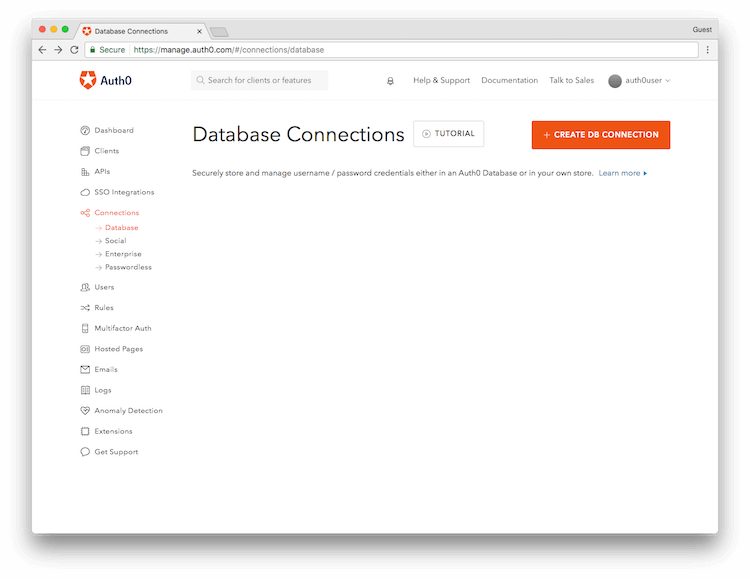 Database Connections
Guest
Secure https://manage.auth0.com/#/connections/database
Auth0
Search for clients or features
Help & Support
Documentation
Talk to Sales
auth0user
Dashboard
Clients
APIs
SSO Integrations
Connections
Database
Social
Enterprise
Passwordless
Users
Rules
Multifactor Auth
Hosted Pages
Emails
Logs
Anomaly Detection
Extensions
Get Support
Database Connections
TUTORIAL
+ CREATE DB CONNECTION
Securely store and manage username / password credentials either in an Auth0 Database or in your own store. Learn more